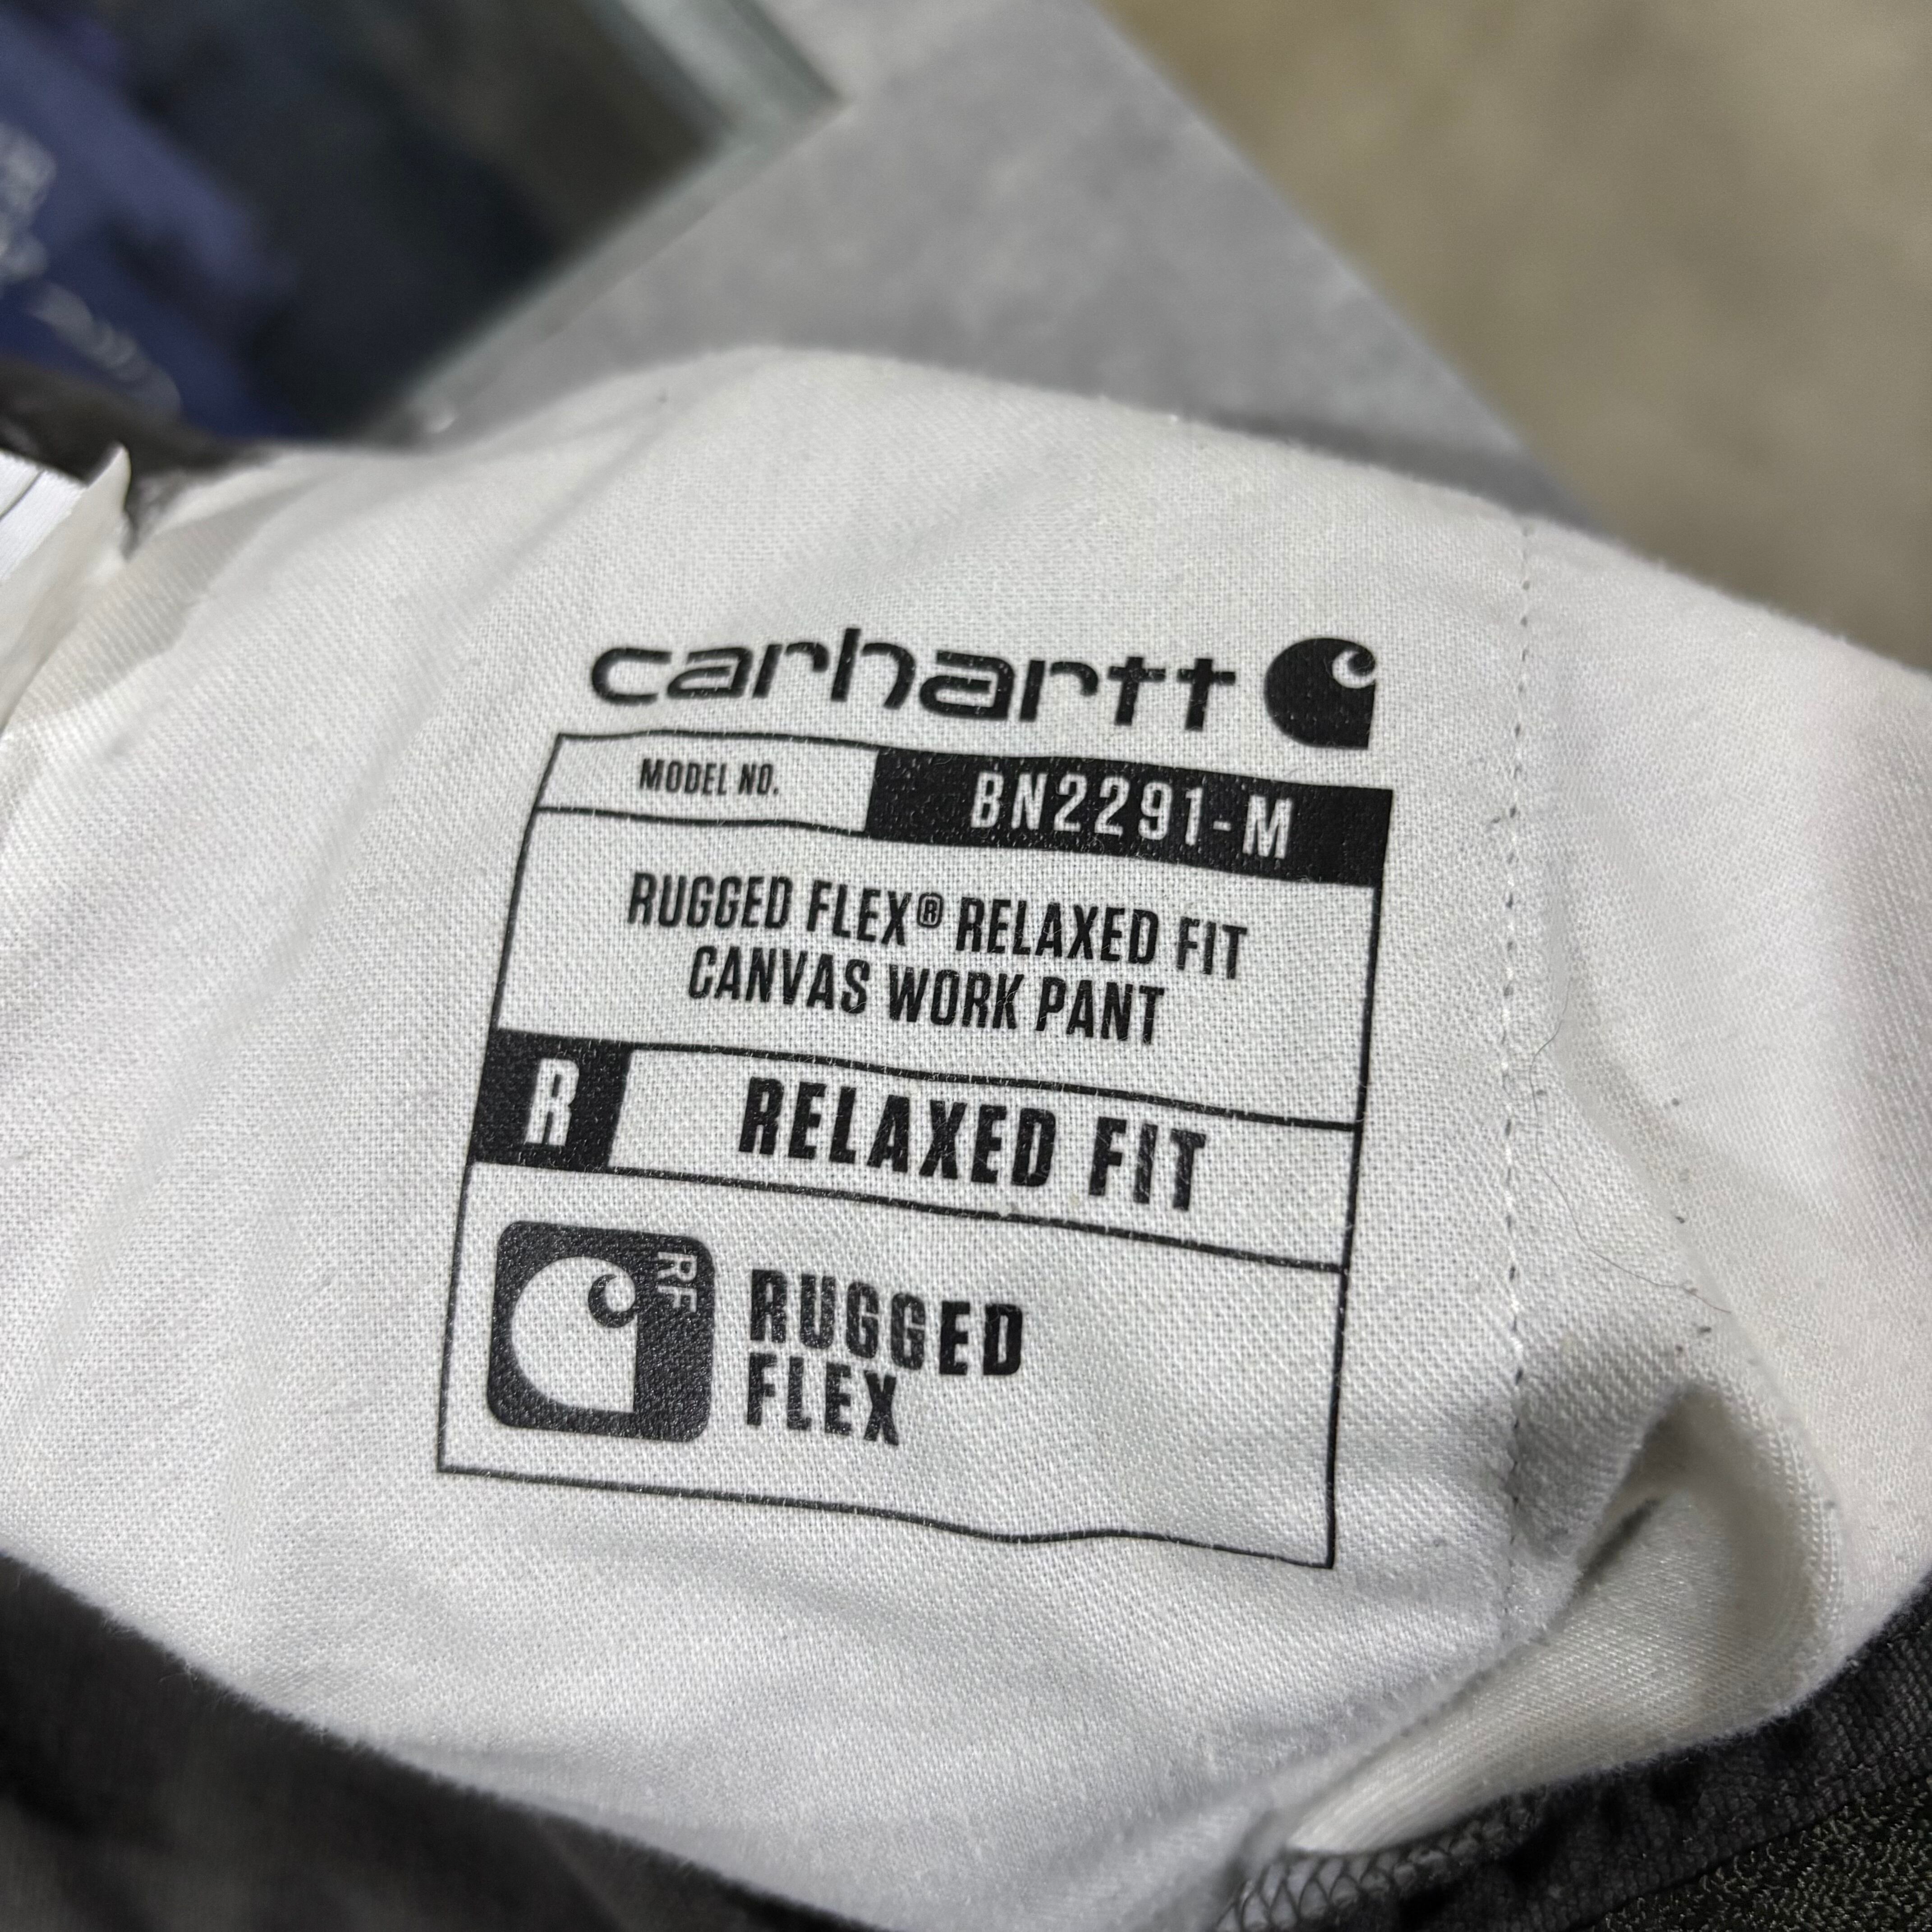 carhartt
MODEL NO. BN2291-M
RUGGED FLEX® RELAXED FIT
CANVAS WORK PANT
R RELAXED FIT
RF
RUGGED
FLEX